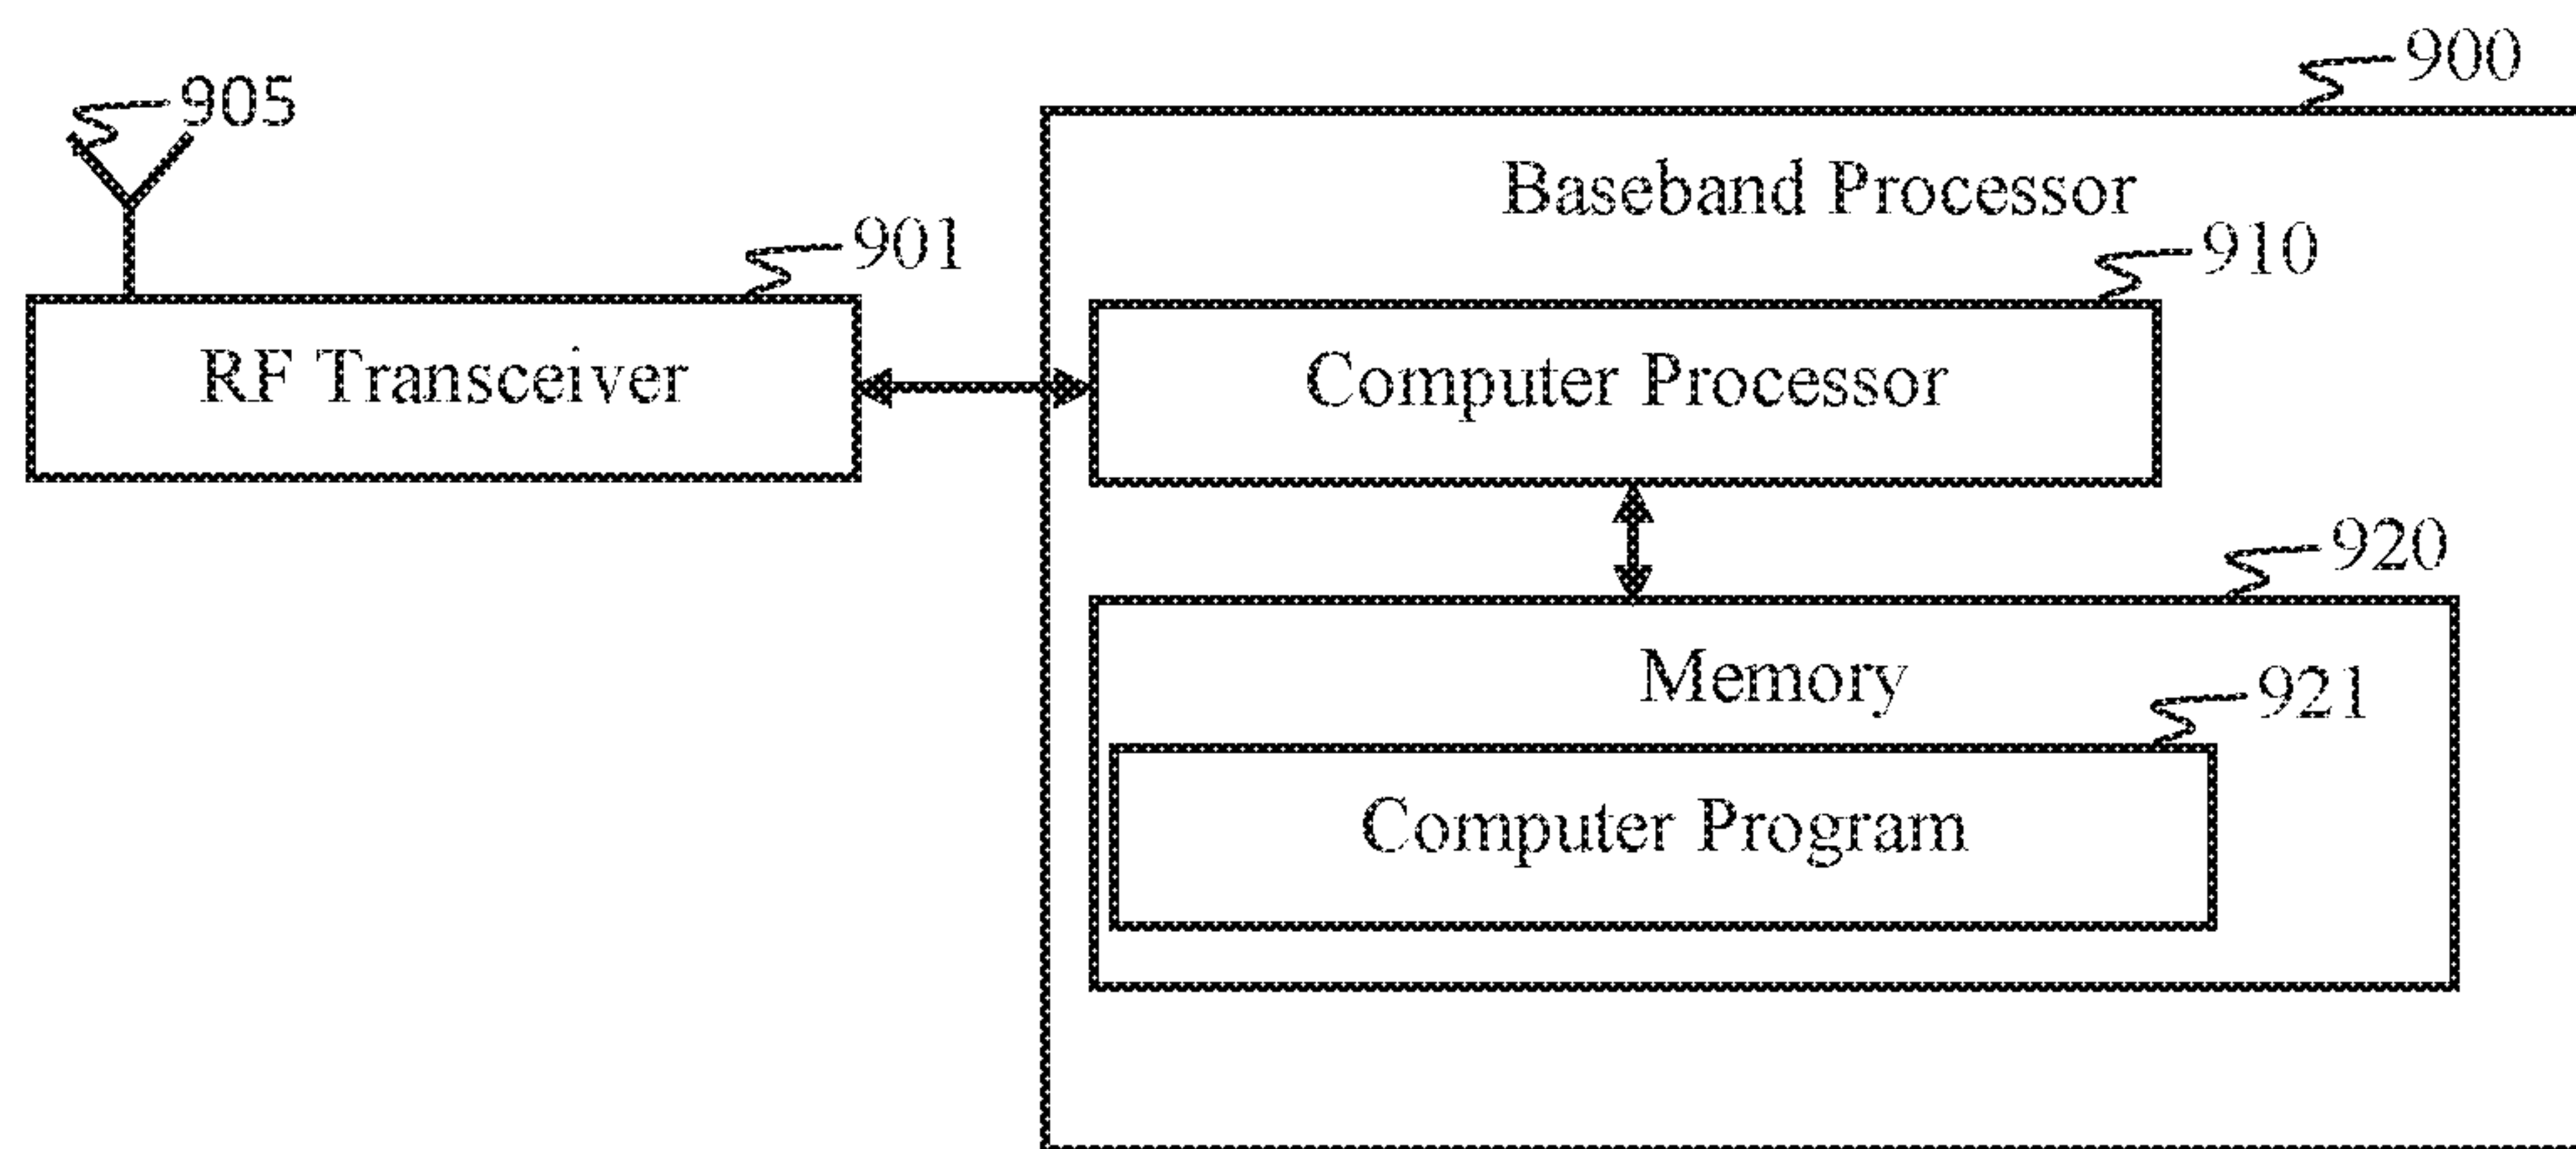 900
905
Baseband Processor
901
910
RF Transceiver
Computer Processor
920
Memory
921
Computer Program